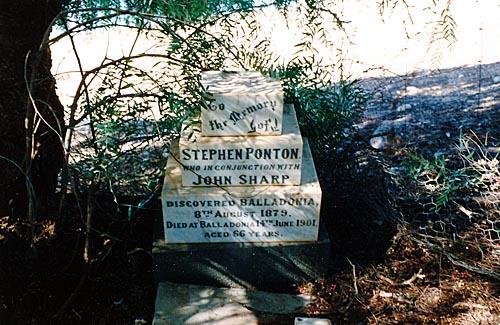 To
the Memory
of
STEPHEN PONTON
WHO IN CONJUNCTION WITH
JOHN SHARP
DISCOVERED BALLADONIA,
8TH AUGUST 1879.
DIED AT BALLADONIA 14TH JUNE 1901,
AGED 66 YEARS.